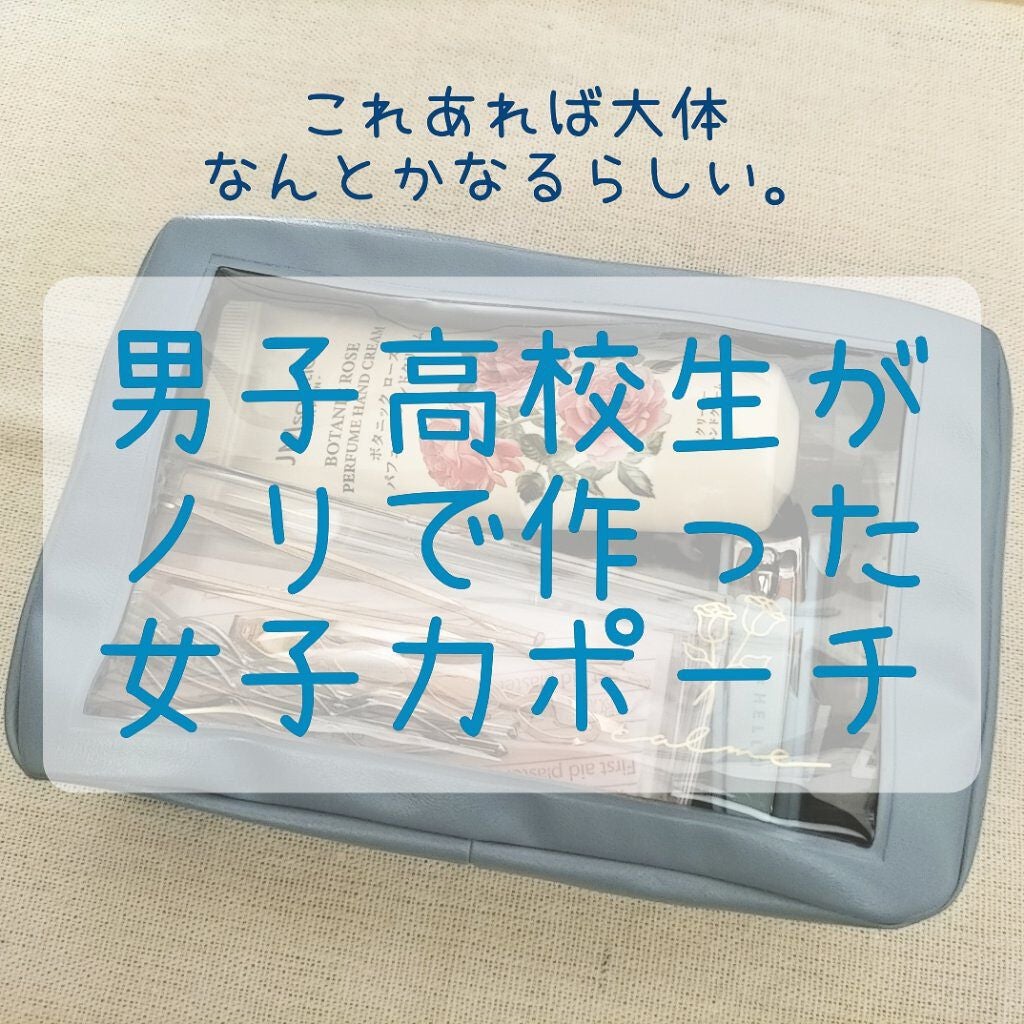 これあれば大体
なんとかなるらしい。
男子高校生が
ノリで作った
女子力ポーチ
BOTANIC ROSE
PERFUME HAND CREAM
ボタニック ローズ
First aid plaster